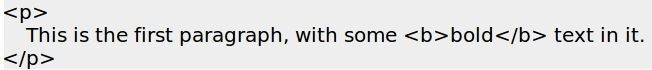 <p>
    This is the first paragraph, with some <b>bold</b> text in it.
</p>